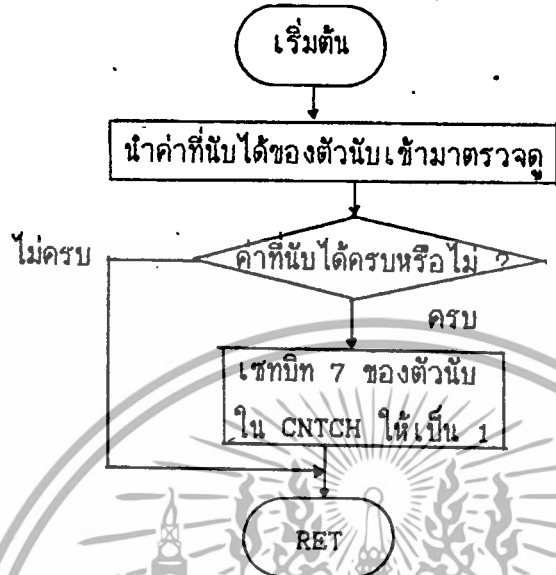 เริ่มต้น
นำค่าที่นับได้ของตัวนับเข้ามาตรวจดู
ไม่ครบ
ค่าที่นับได้ครบหรือไม่ ?
ครบ
เซทบิท 7 ของตัวนับ
ใน CNTCH ให้เป็น 1
RET